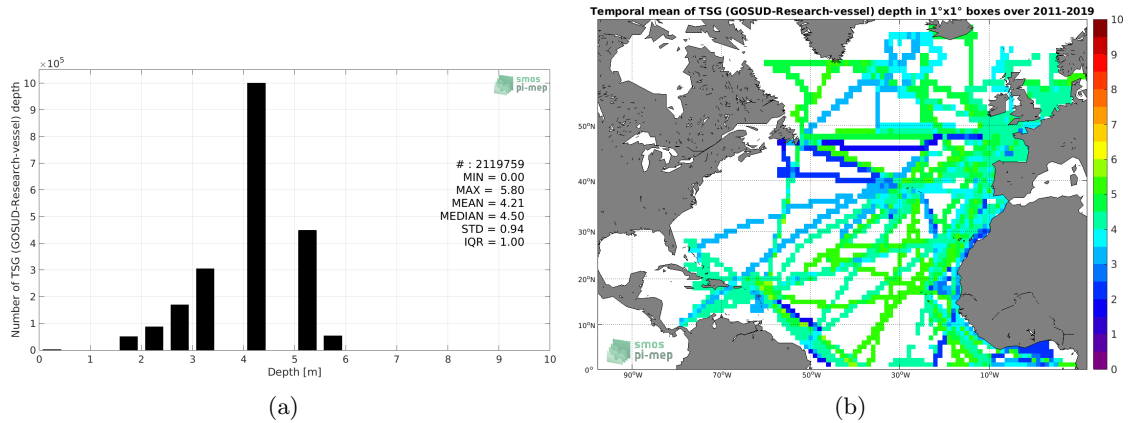 Temporal mean of TSG (GOSUD-Research-vessel) depth in 1°x1° boxes over 2011-2019
×10⁵
10
9
8
7
6
5
4
3
2
1
0
Number of TSG (GOSUD-Research-vessel) depth
smos
pi-mep
# : 2119759
MIN = 0.00
MAX = 5.80
MEAN = 4.21
MEDIAN = 4.50
STD = 0.94
IQR = 1.00
0 1 2 3 4 5 6 7 8 9 10
Depth [m]
(a)
50°N
40°N
30°N
20°N
10°N
0°
smos
pi-mep
90°W 70°W 50°W 30°W 10°W
10
9
8
7
6
5
4
3
2
1
0
(b)